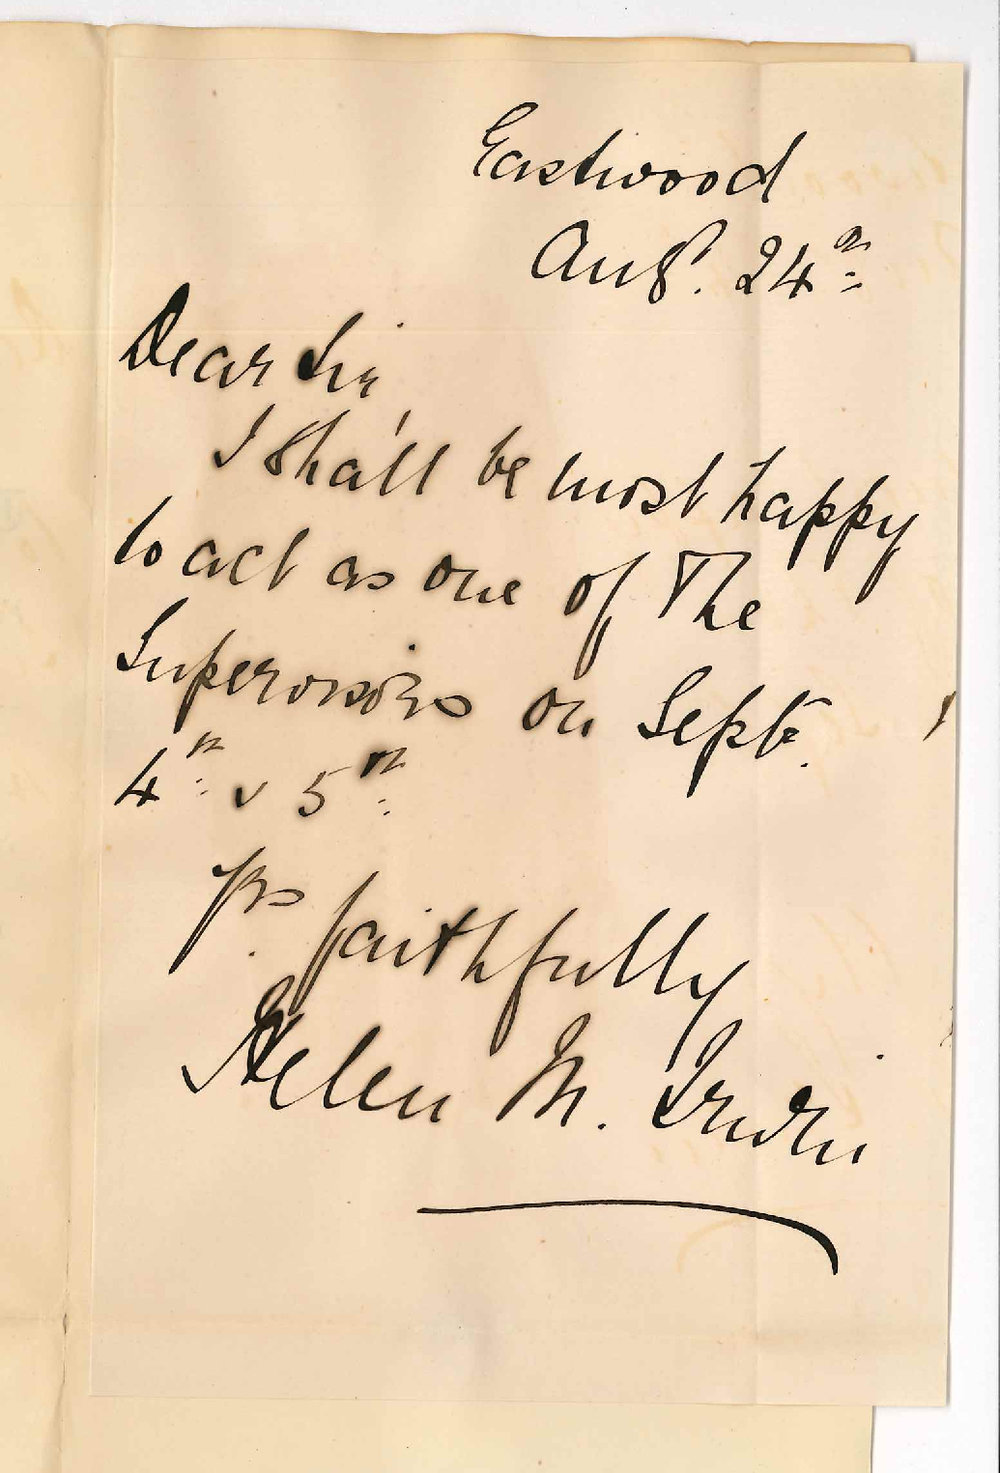 Eastwood
Aug. 24th
Dear Sir
I shall be most happy
to act as one of The
Supervisors on Sept.
4th & 5th
yrs faithfully
Helen M. Irvin